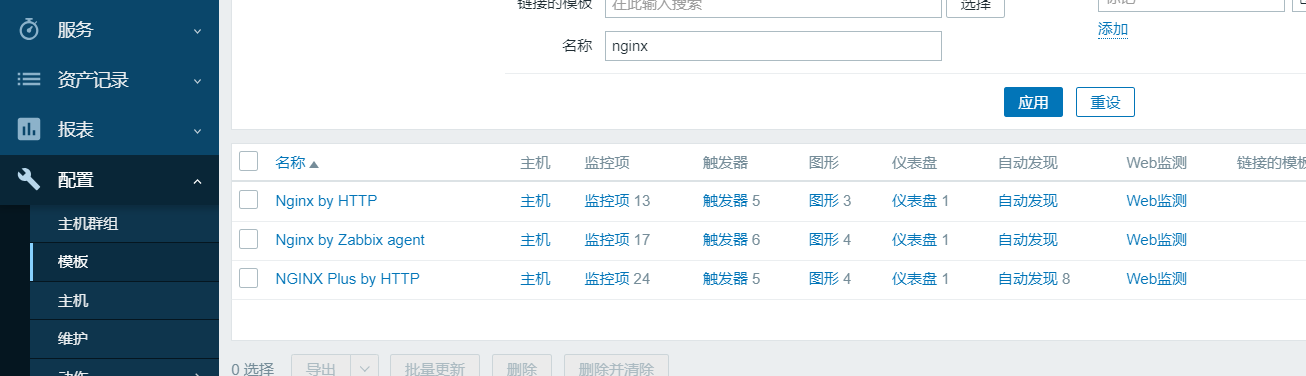 服务
资产记录
报表
配置
主机群组
模板
主机
维护
动作
链接的模板 在此输入搜索 选择
名称 nginx
标记
添加
应用 重设
名称 主机 监控项 触发器 图形 仪表盘 自动发现 Web监测 链接的模板
Nginx by HTTP 主机 监控项 13 触发器 5 图形 3 仪表盘 1 自动发现 Web监测
Nginx by Zabbix agent 主机 监控项 17 触发器 6 图形 4 仪表盘 1 自动发现 Web监测
NGINX Plus by HTTP 主机 监控项 24 触发器 5 图形 4 仪表盘 1 自动发现 8 Web监测
0 选择 导出 批量更新 删除 删除并清除